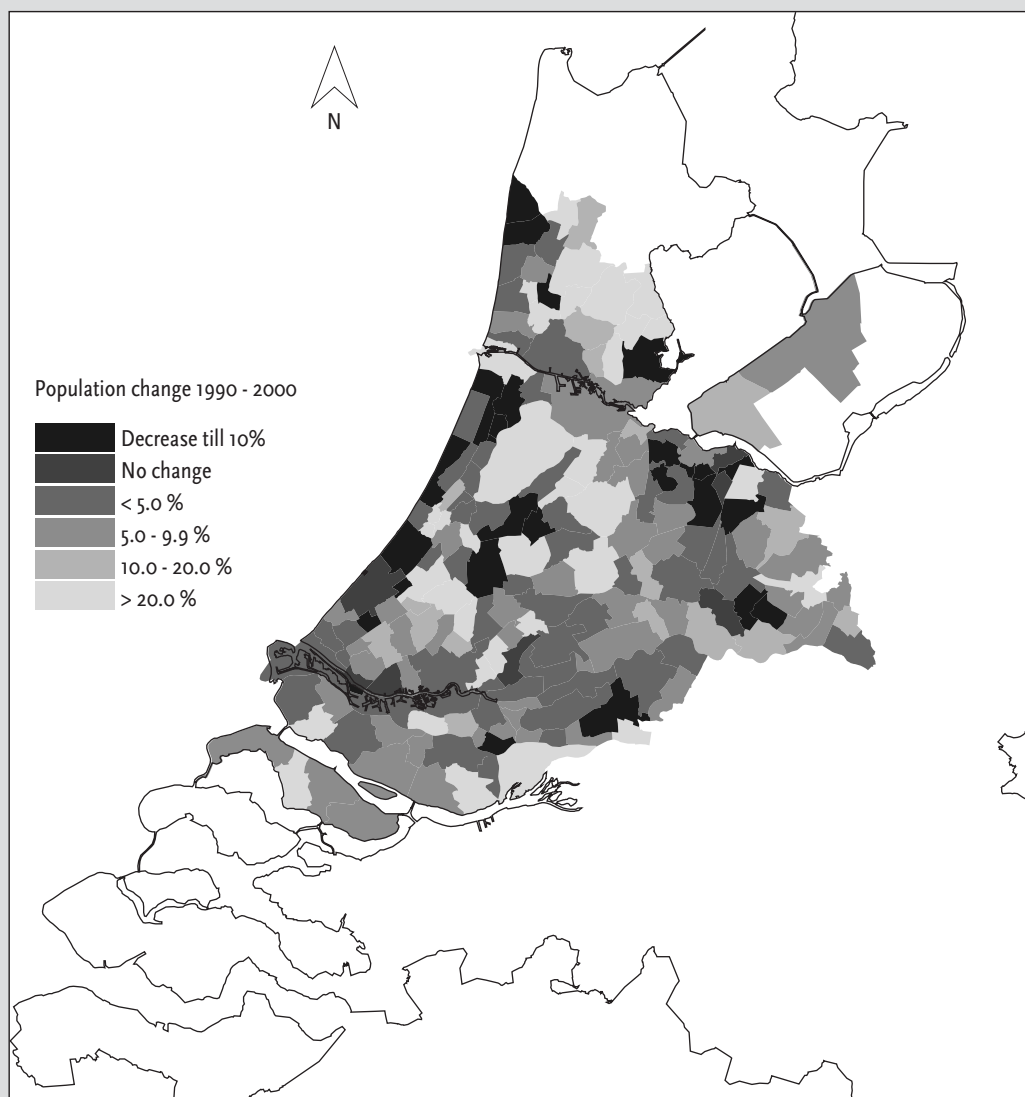 N
Population change 1990 - 2000
Decrease till 10%
No change
< 5.0 %
5.0 - 9.9 %
10.0 - 20.0 %
> 20.0 %